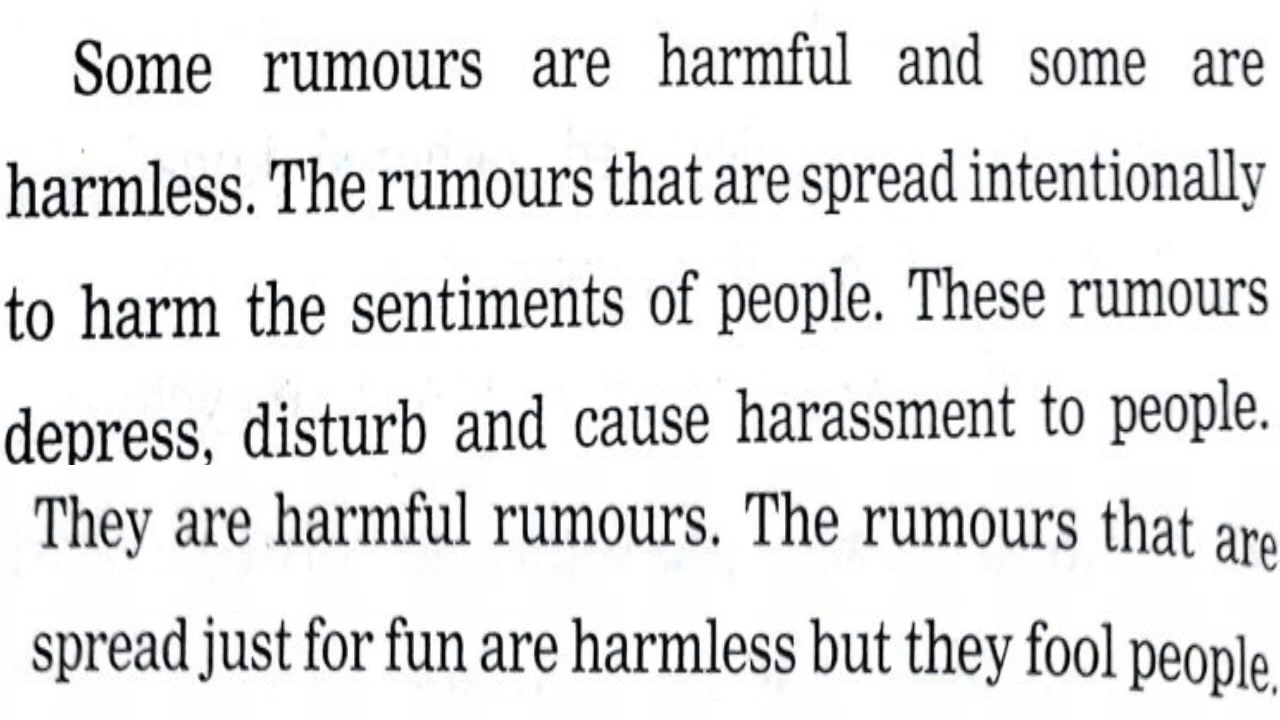 Some rumours are harmful and some are
harmless. The rumours that are spread intentionally
to harm the sentiments of people. These rumours
depress, disturb and cause harassment to people.
They are harmful rumours. The rumours that are
spread just for fun are harmless but they fool people.